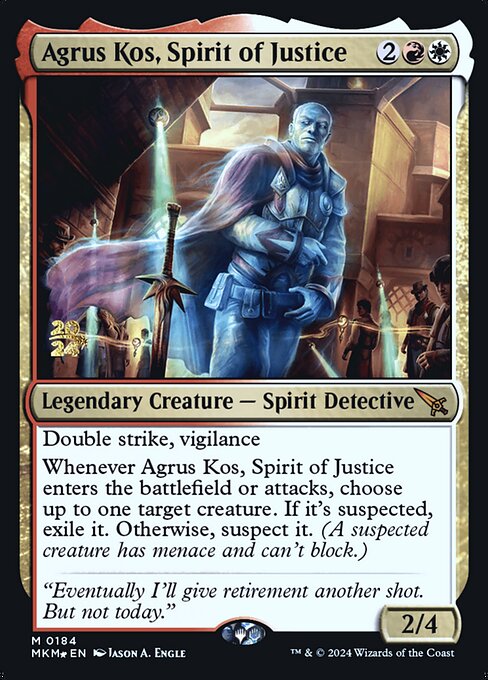 Agrus Kos, Spirit of Justice 2
2024
Legendary Creature — Spirit Detective
Double strike, vigilance
Whenever Agrus Kos, Spirit of Justice
enters the battlefield or attacks, choose
up to one target creature. If it's suspected,
exile it. Otherwise, suspect it. (A suspected
creature has menace and can't block.)
"Eventually I'll give retirement another shot.
But not today."
2/4
M 0184
MKM★EN Jason A. Engle
™ & © 2024 Wizards of the Coast